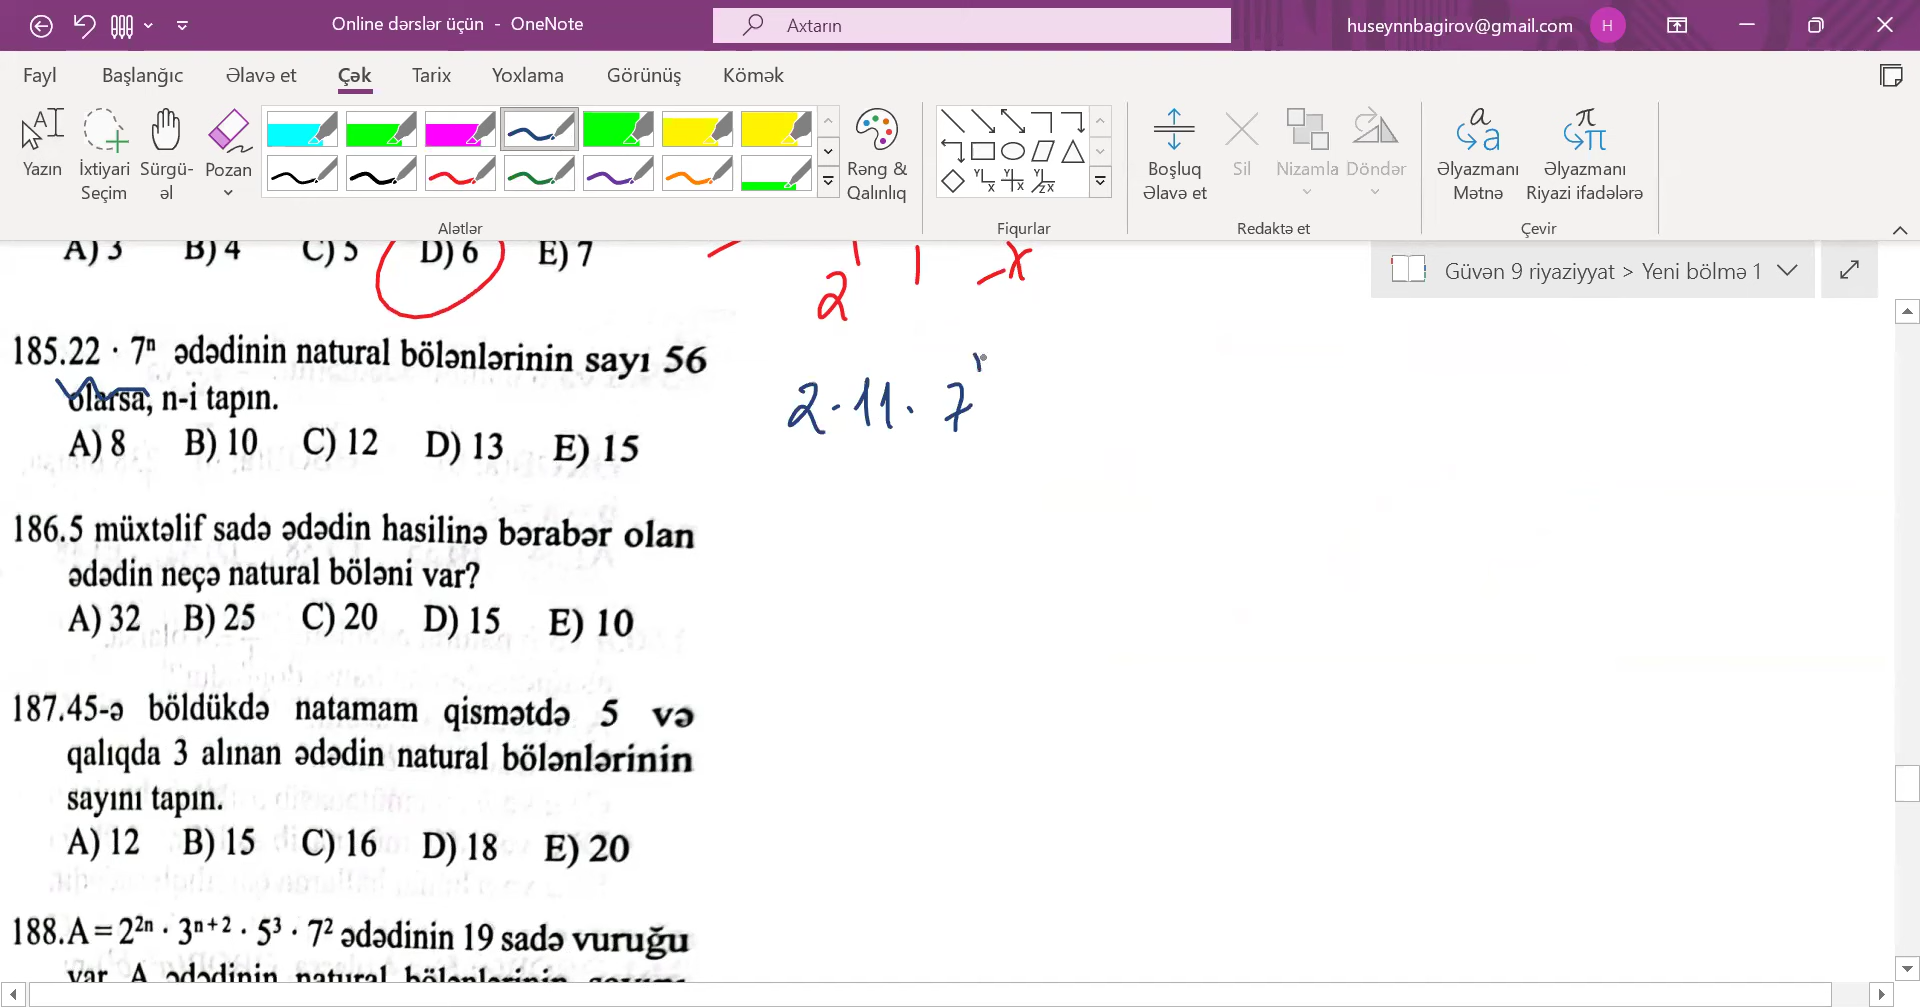 Online dərslər üçün - OneNote
Axtarın
huseynnbagirov@gmail.com
H
Fayl Başlanğıc Əlavə et Çək Tarix Yoxlama Görünüş Kömək
Yazın
İxtiyari Seçim
Sürgü-əl
Pozan
Rəng & Qalınlıq
Boşluq Əlavə et
Sil
Nizamla
Döndər
Əlyazmanı Mətnə
Əlyazmanı Riyazi ifadələrə
Alətlər
Fiqurlar
Redaktə et
Çevir
Güvən 9 riyaziyyat > Yeni bölmə 1
A) 3 B) 4 C) 5 D) 6 E) 7
2
-x
185.22 · 7ⁿ ədədinin natural bölənlərinin sayı 56
olarsa, n-i tapın.
A) 8 B) 10 C) 12 D) 13 E) 15
2 · 11 · 7
186.5 müxtəlif sadə ədədin hasilinə bərabər olan
ədədin neçə natural böləni var?
A) 32 B) 25 C) 20 D) 15 E) 10
187.45-ə böldükdə natamam qismətdə 5 və
qalıqda 3 alınan ədədin natural bölənlərinin
sayını tapın.
A) 12 B) 15 C) 16 D) 18 E) 20
188.A = 2²ⁿ · 3ⁿ⁺² · 5³ · 7² ədədinin 19 sadə vuruğu
var. A ədədinin natural bölənlərinin sayını